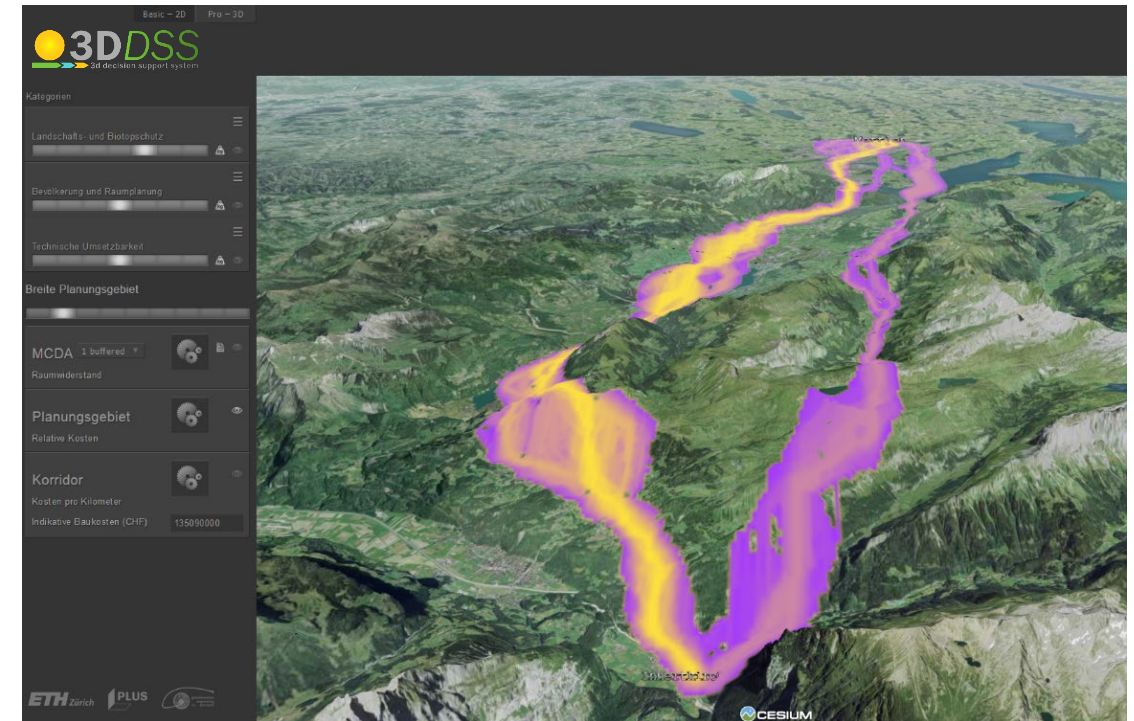 Basic – 2D Pro – 3D
3DDSS
3d decision support system
Kategorien
Landschafts- und Biotopschutz
Bevölkerung und Raumplanung
Technische Umsetzbarkeit
Breite Planungsgebiet
MCDA 1 buffered
Raumwiderstand
Planungsgebiet
Relative Kosten
Korridor
Kosten pro Kilometer
Indikative Baukosten (CHF) 135090000
ETH Zürich PLUS
CESIUM